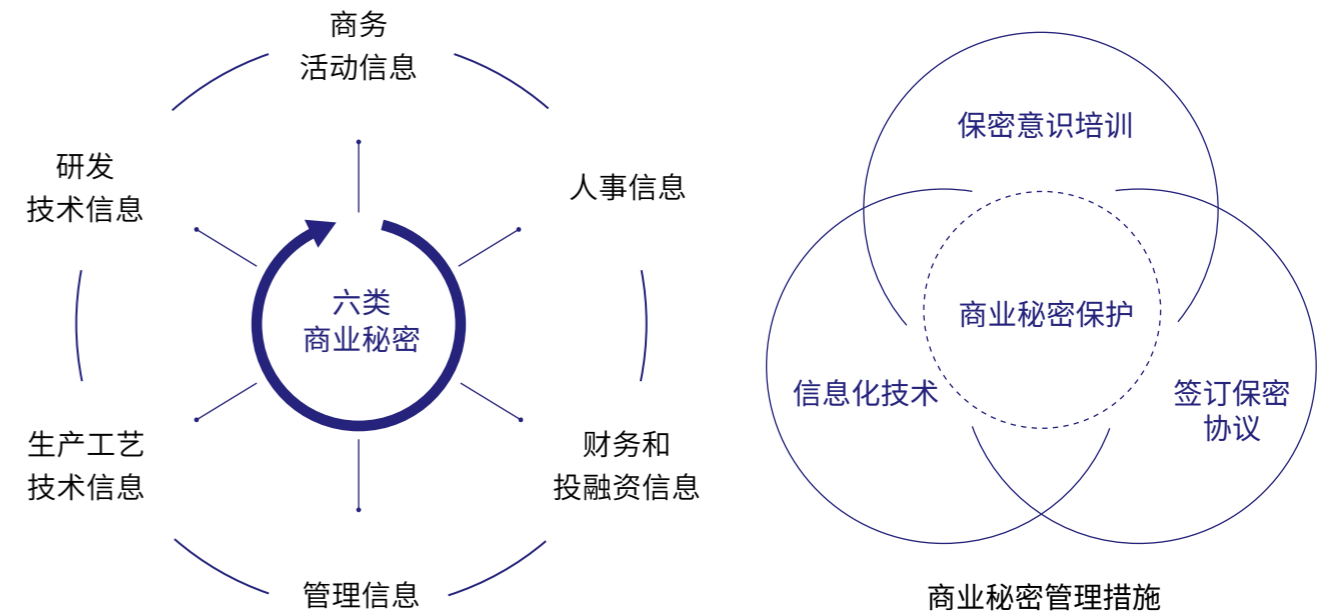 商务
活动信息
人事信息
财务和
投融资信息
管理信息
生产工艺
技术信息
研发
技术信息
六类
商业秘密
保密意识培训
商业秘密保护
信息化技术
签订保密
协议
商业秘密管理措施